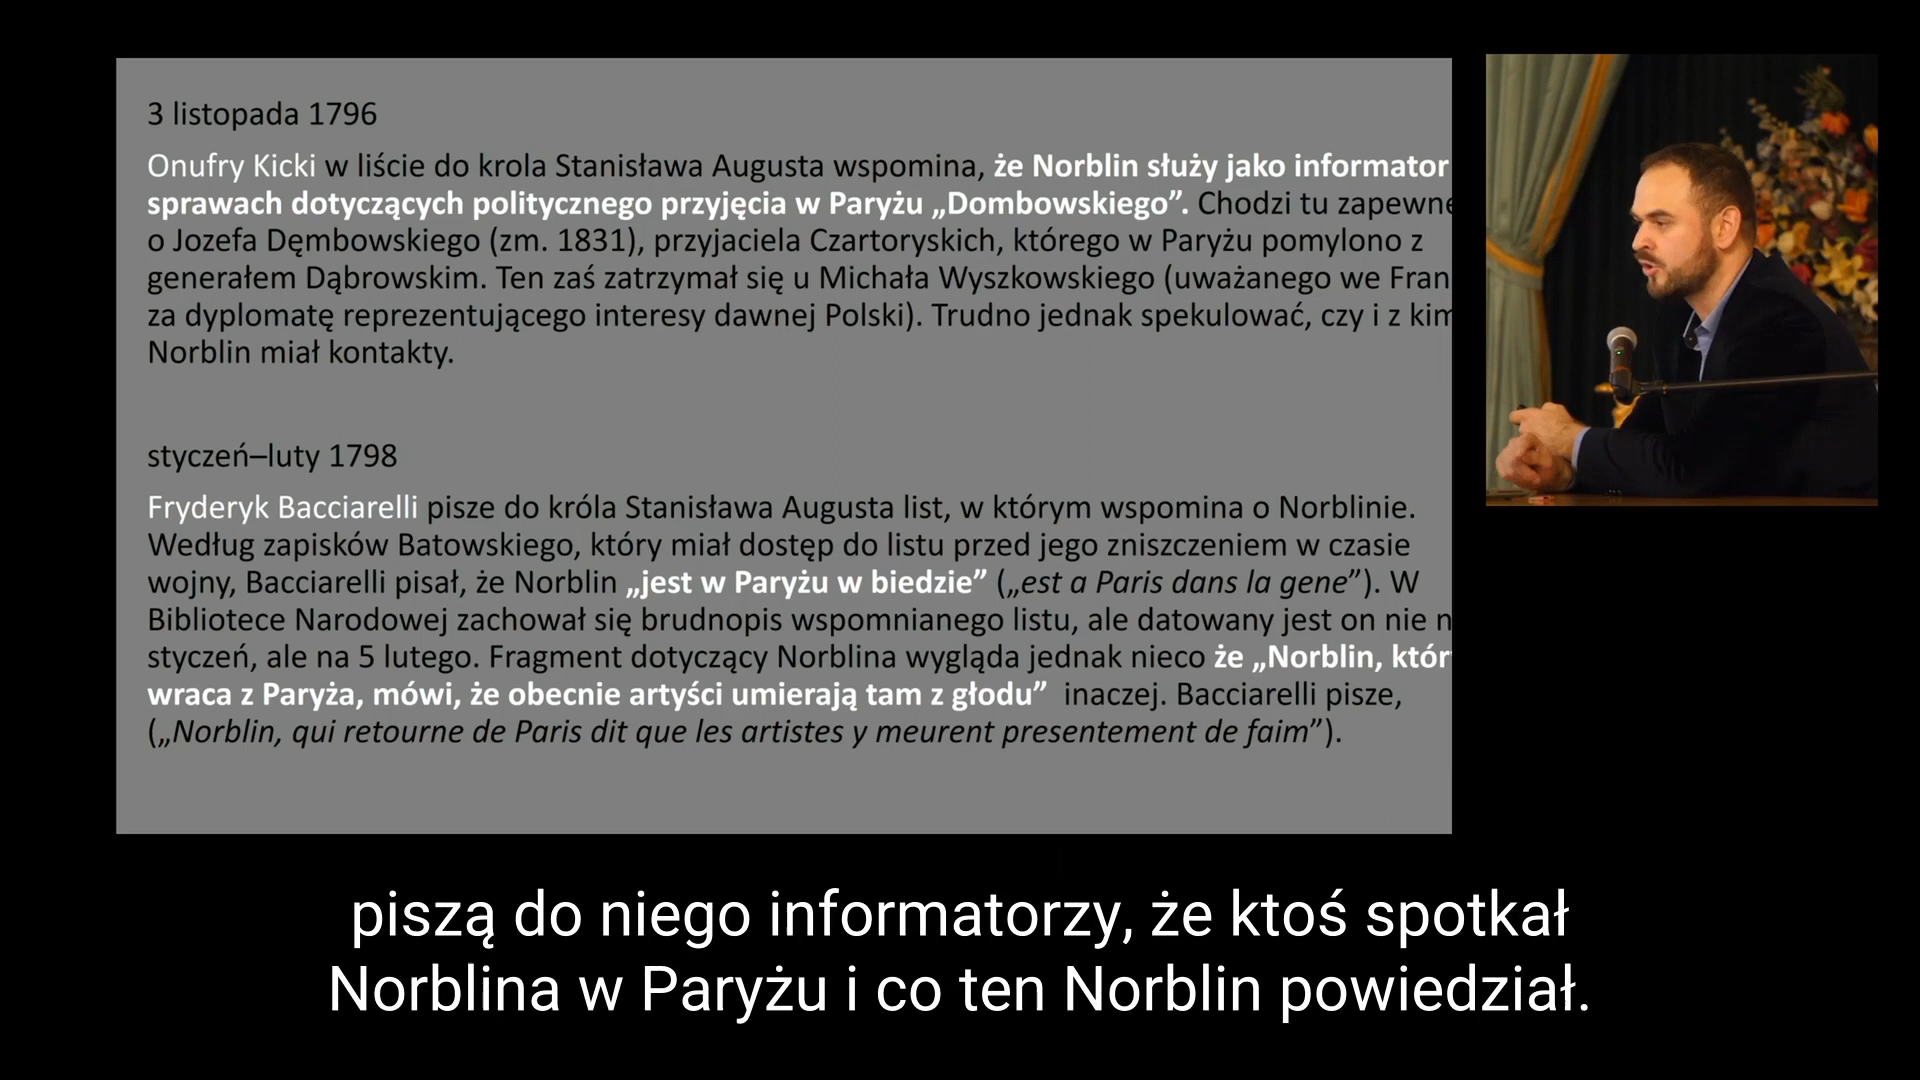 3 listopada 1796
Onufry Kicki w liście do krola Stanisława Augusta wspomina, że Norblin służy jako informator
sprawach dotyczących politycznego przyjęcia w Paryżu „Dombowskiego”. Chodzi tu zapewne
o Jozefa Dęmbowskiego (zm. 1831), przyjaciela Czartoryskich, którego w Paryżu pomylono z
generałem Dąbrowskim. Ten zaś zatrzymał się u Michała Wyszkowskiego (uważanego we Fran
za dyplomatę reprezentującego interesy dawnej Polski). Trudno jednak spekulować, czy i z kim
Norblin miał kontakty.
styczeń–luty 1798
Fryderyk Bacciarelli pisze do króla Stanisława Augusta list, w którym wspomina o Norblinie.
Według zapisków Batowskiego, który miał dostęp do listu przed jego zniszczeniem w czasie
wojny, Bacciarelli pisał, że Norblin „jest w Paryżu w biedzie” („est a Paris dans la gene”). W
Bibliotece Narodowej zachował się brudnopis wspomnianego listu, ale datowany jest on nie n
styczeń, ale na 5 lutego. Fragment dotyczący Norblina wygląda jednak nieco że „Norblin, któr
wraca z Paryża, mówi, że obecnie artyści umierają tam z głodu” inaczej. Bacciarelli pisze,
(„Norblin, qui retourne de Paris dit que les artistes y meurent presentement de faim”).
piszą do niego informatorzy, że ktoś spotkał
Norblina w Paryżu i co ten Norblin powiedział.